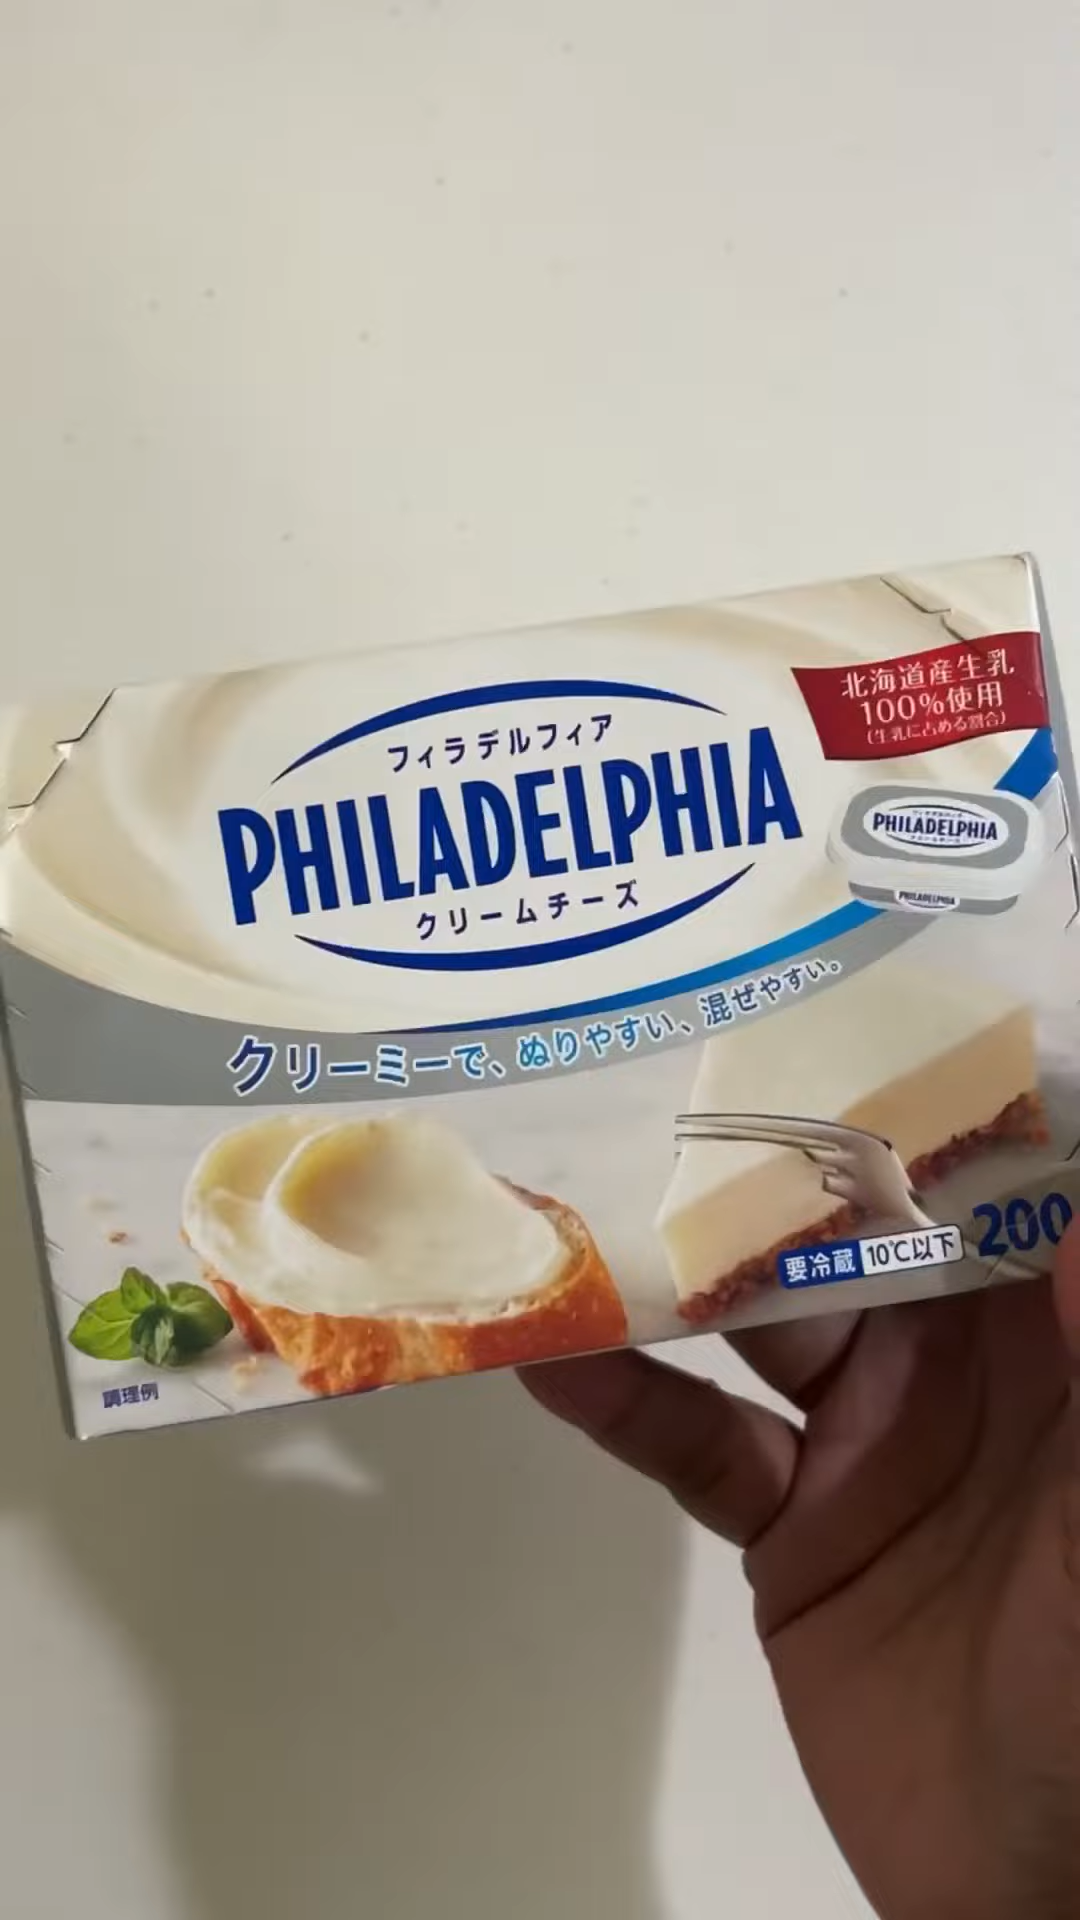 フィラデルフィア
PHILADELPHIA
クリームチーズ
北海道産生乳
100%使用
(生乳に占める割合)
PHILADELPHIA
PHILADELPHIA
クリーミーで、ぬりやすい、混ぜやすい。
要冷蔵 10℃以下
200
調理例